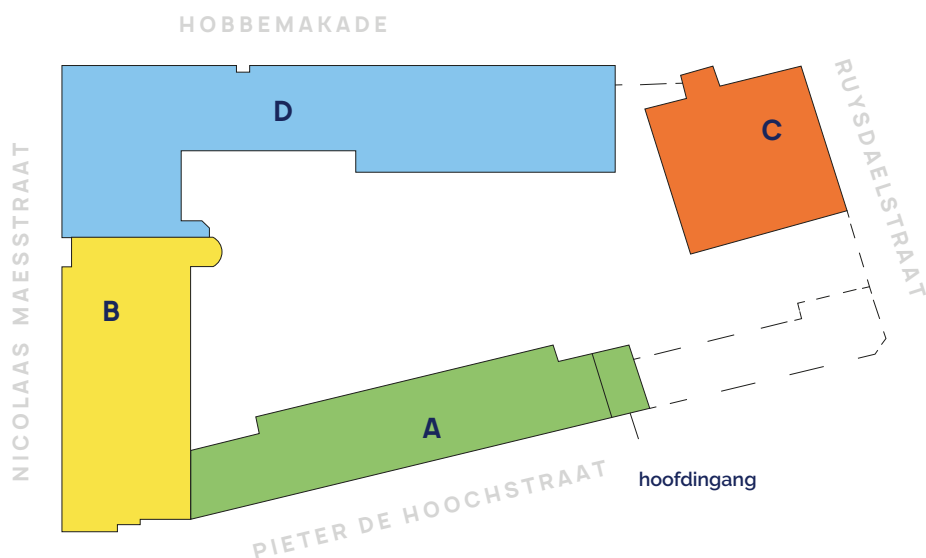 HOBBEMAKADE
RUYSDAELSTRAAT
D
C
NICOLAAS MAESSTRAAT
B
A
hoofdingang
PIETER DE HOOCHSTRAAT